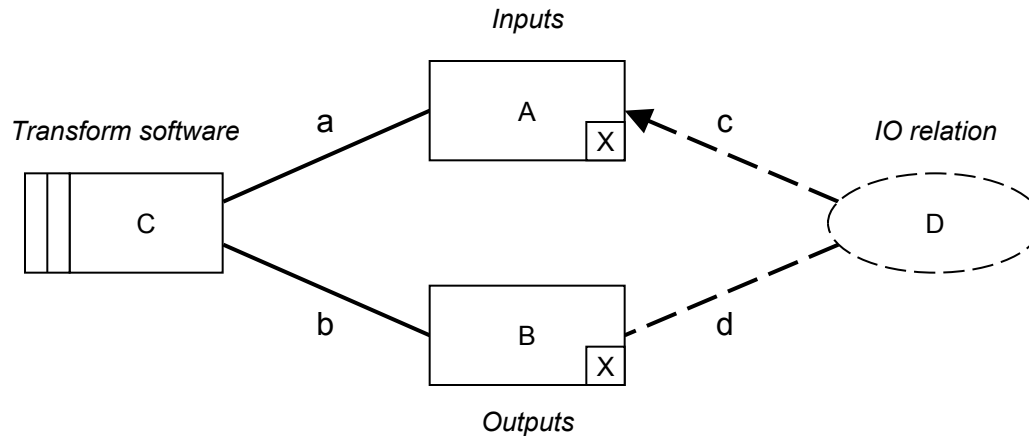 Inputs
A
X
a
c
Transform software
IO relation
C
D
b
d
B
X
Outputs